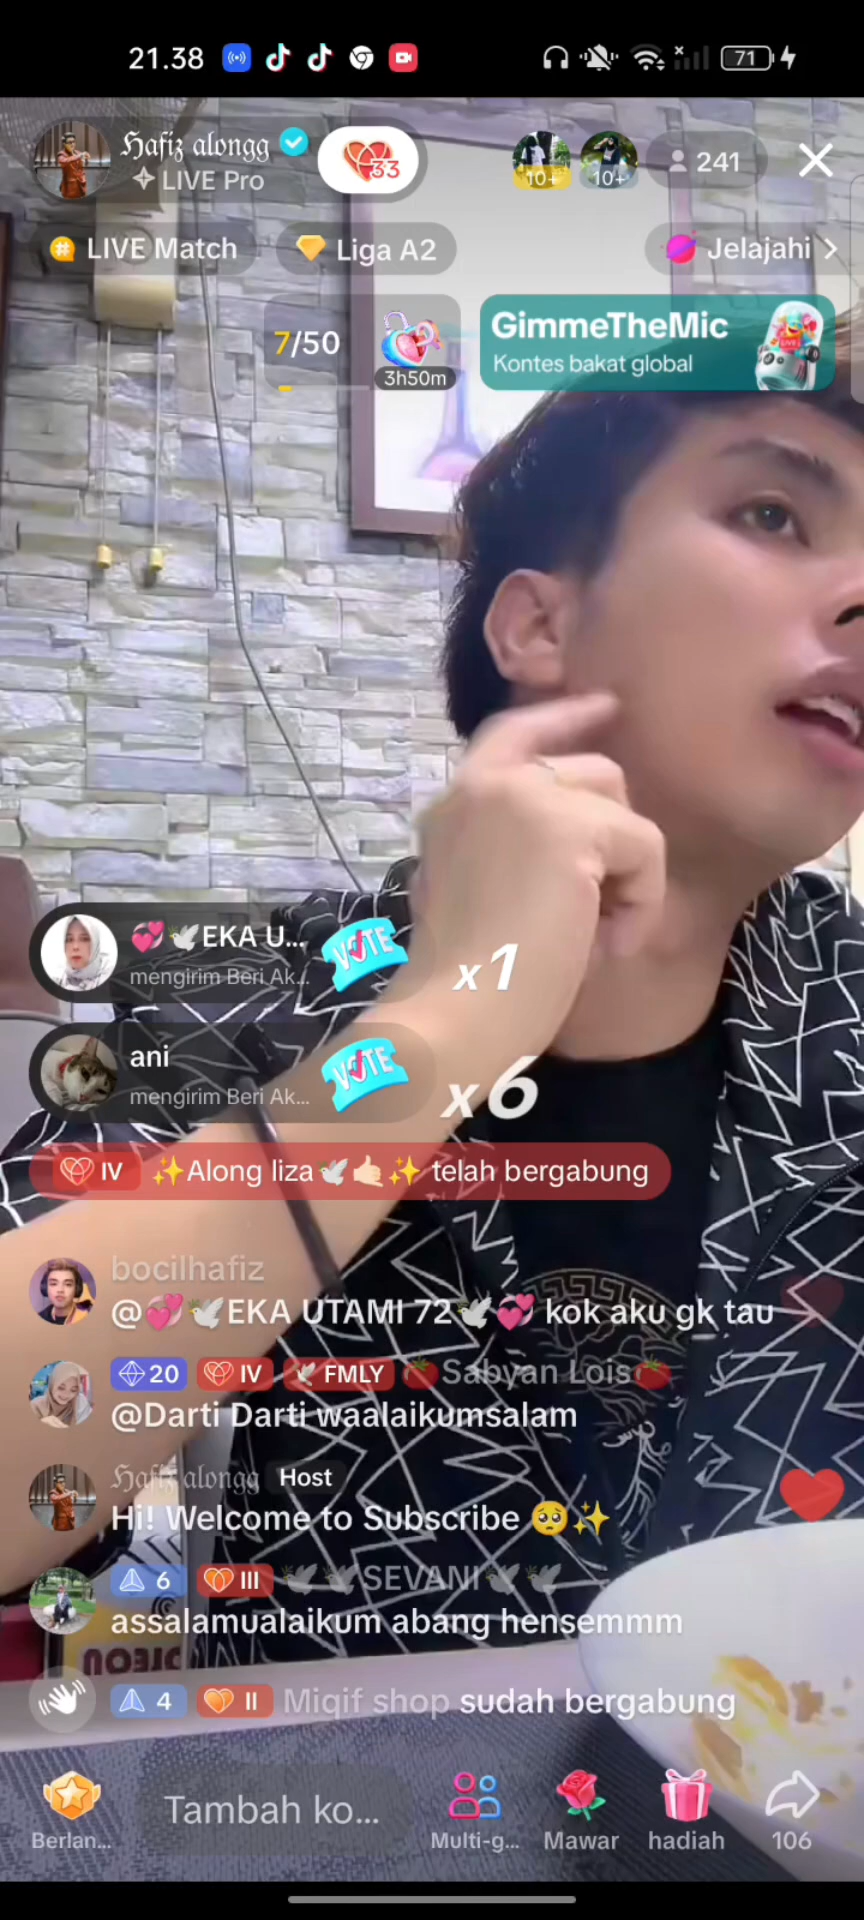 21.38
71
Hafiz alongg
LIVE Pro
33
10+
10+
241
LIVE Match
Liga A2
Jelajahi
7/50
3h50m
GimmeTheMic
Kontes bakat global
LIVE
💞🕊️EKA U...
mengirim Beri Ak...
VOTE
x1
ani
mengirim Beri Ak...
VOTE
x6
IV ✨Along liza🕊️🤙🏻✨ telah bergabung
bocilhafiz
@💞🕊️EKA UTAMI 72🕊️💞 kok aku gk tau
20 IV FMLY 🍅Sabyan Lois🍅
@Darti Darti waalaikumsalam
Hafiz alongg Host
Hi! Welcome to Subscribe 🥺✨
6 III 🕊️🕊️SEVANI🕊️🕊️
assalamualaikum abang hensemmm
4 II Miqif shop sudah bergabung
Tambah ko...
Berlan...
Multi-g...
Mawar
hadiah
106